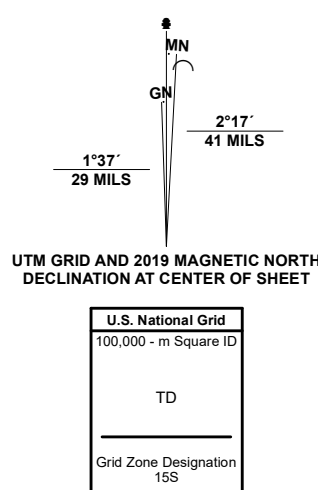 MN
GN
2°17´
41 MILS
1°37´
29 MILS
UTM GRID AND 2019 MAGNETIC NORTH
DECLINATION AT CENTER OF SHEET
U.S. National Grid
100,000 - m Square ID
TD
Grid Zone Designation
15S